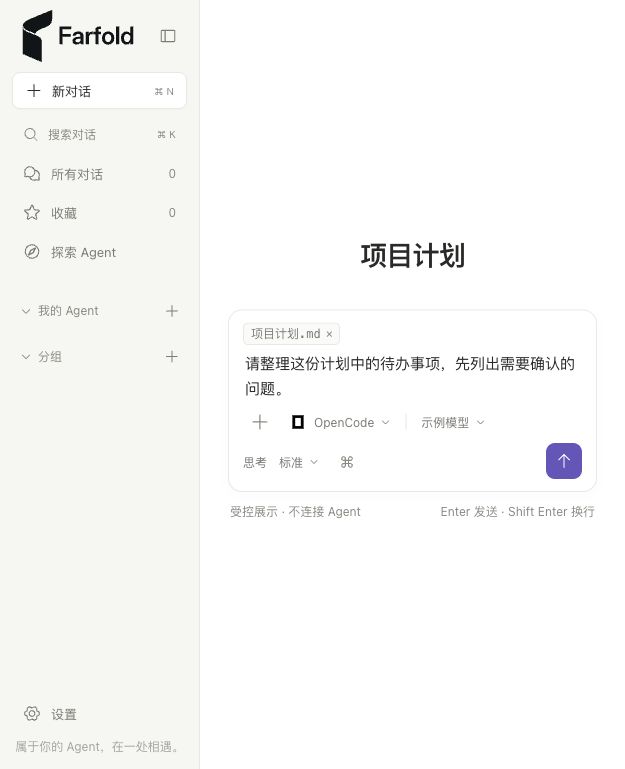 Farfold
新对话 ⌘ N
搜索对话 ⌘ K
所有对话 0
收藏 0
探索 Agent
我的 Agent
分组
设置
属于你的 Agent，在一处相遇。
项目计划
项目计划.md ×
请整理这份计划中的待办事项，先列出需要确认的
问题。
OpenCode 示例模型
思考 标准 ⌘
受控展示 · 不连接 Agent Enter 发送 · Shift Enter 换行